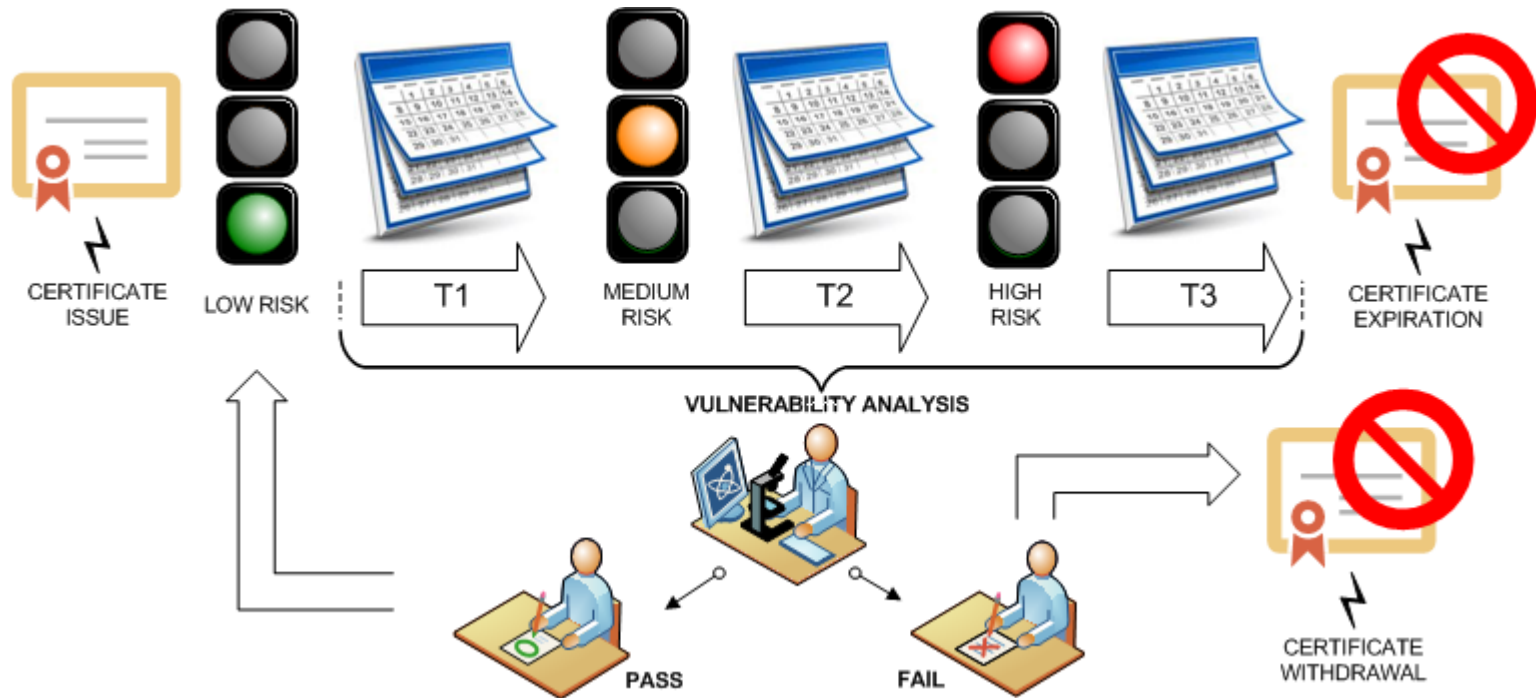 CERTIFICATE
ISSUE
LOW RISK
T1
MEDIUM
RISK
T2
HIGH
RISK
T3
CERTIFICATE
EXPIRATION
VULNERABILITY ANALYSIS
PASS
FAIL
CERTIFICATE
WITHDRAWAL